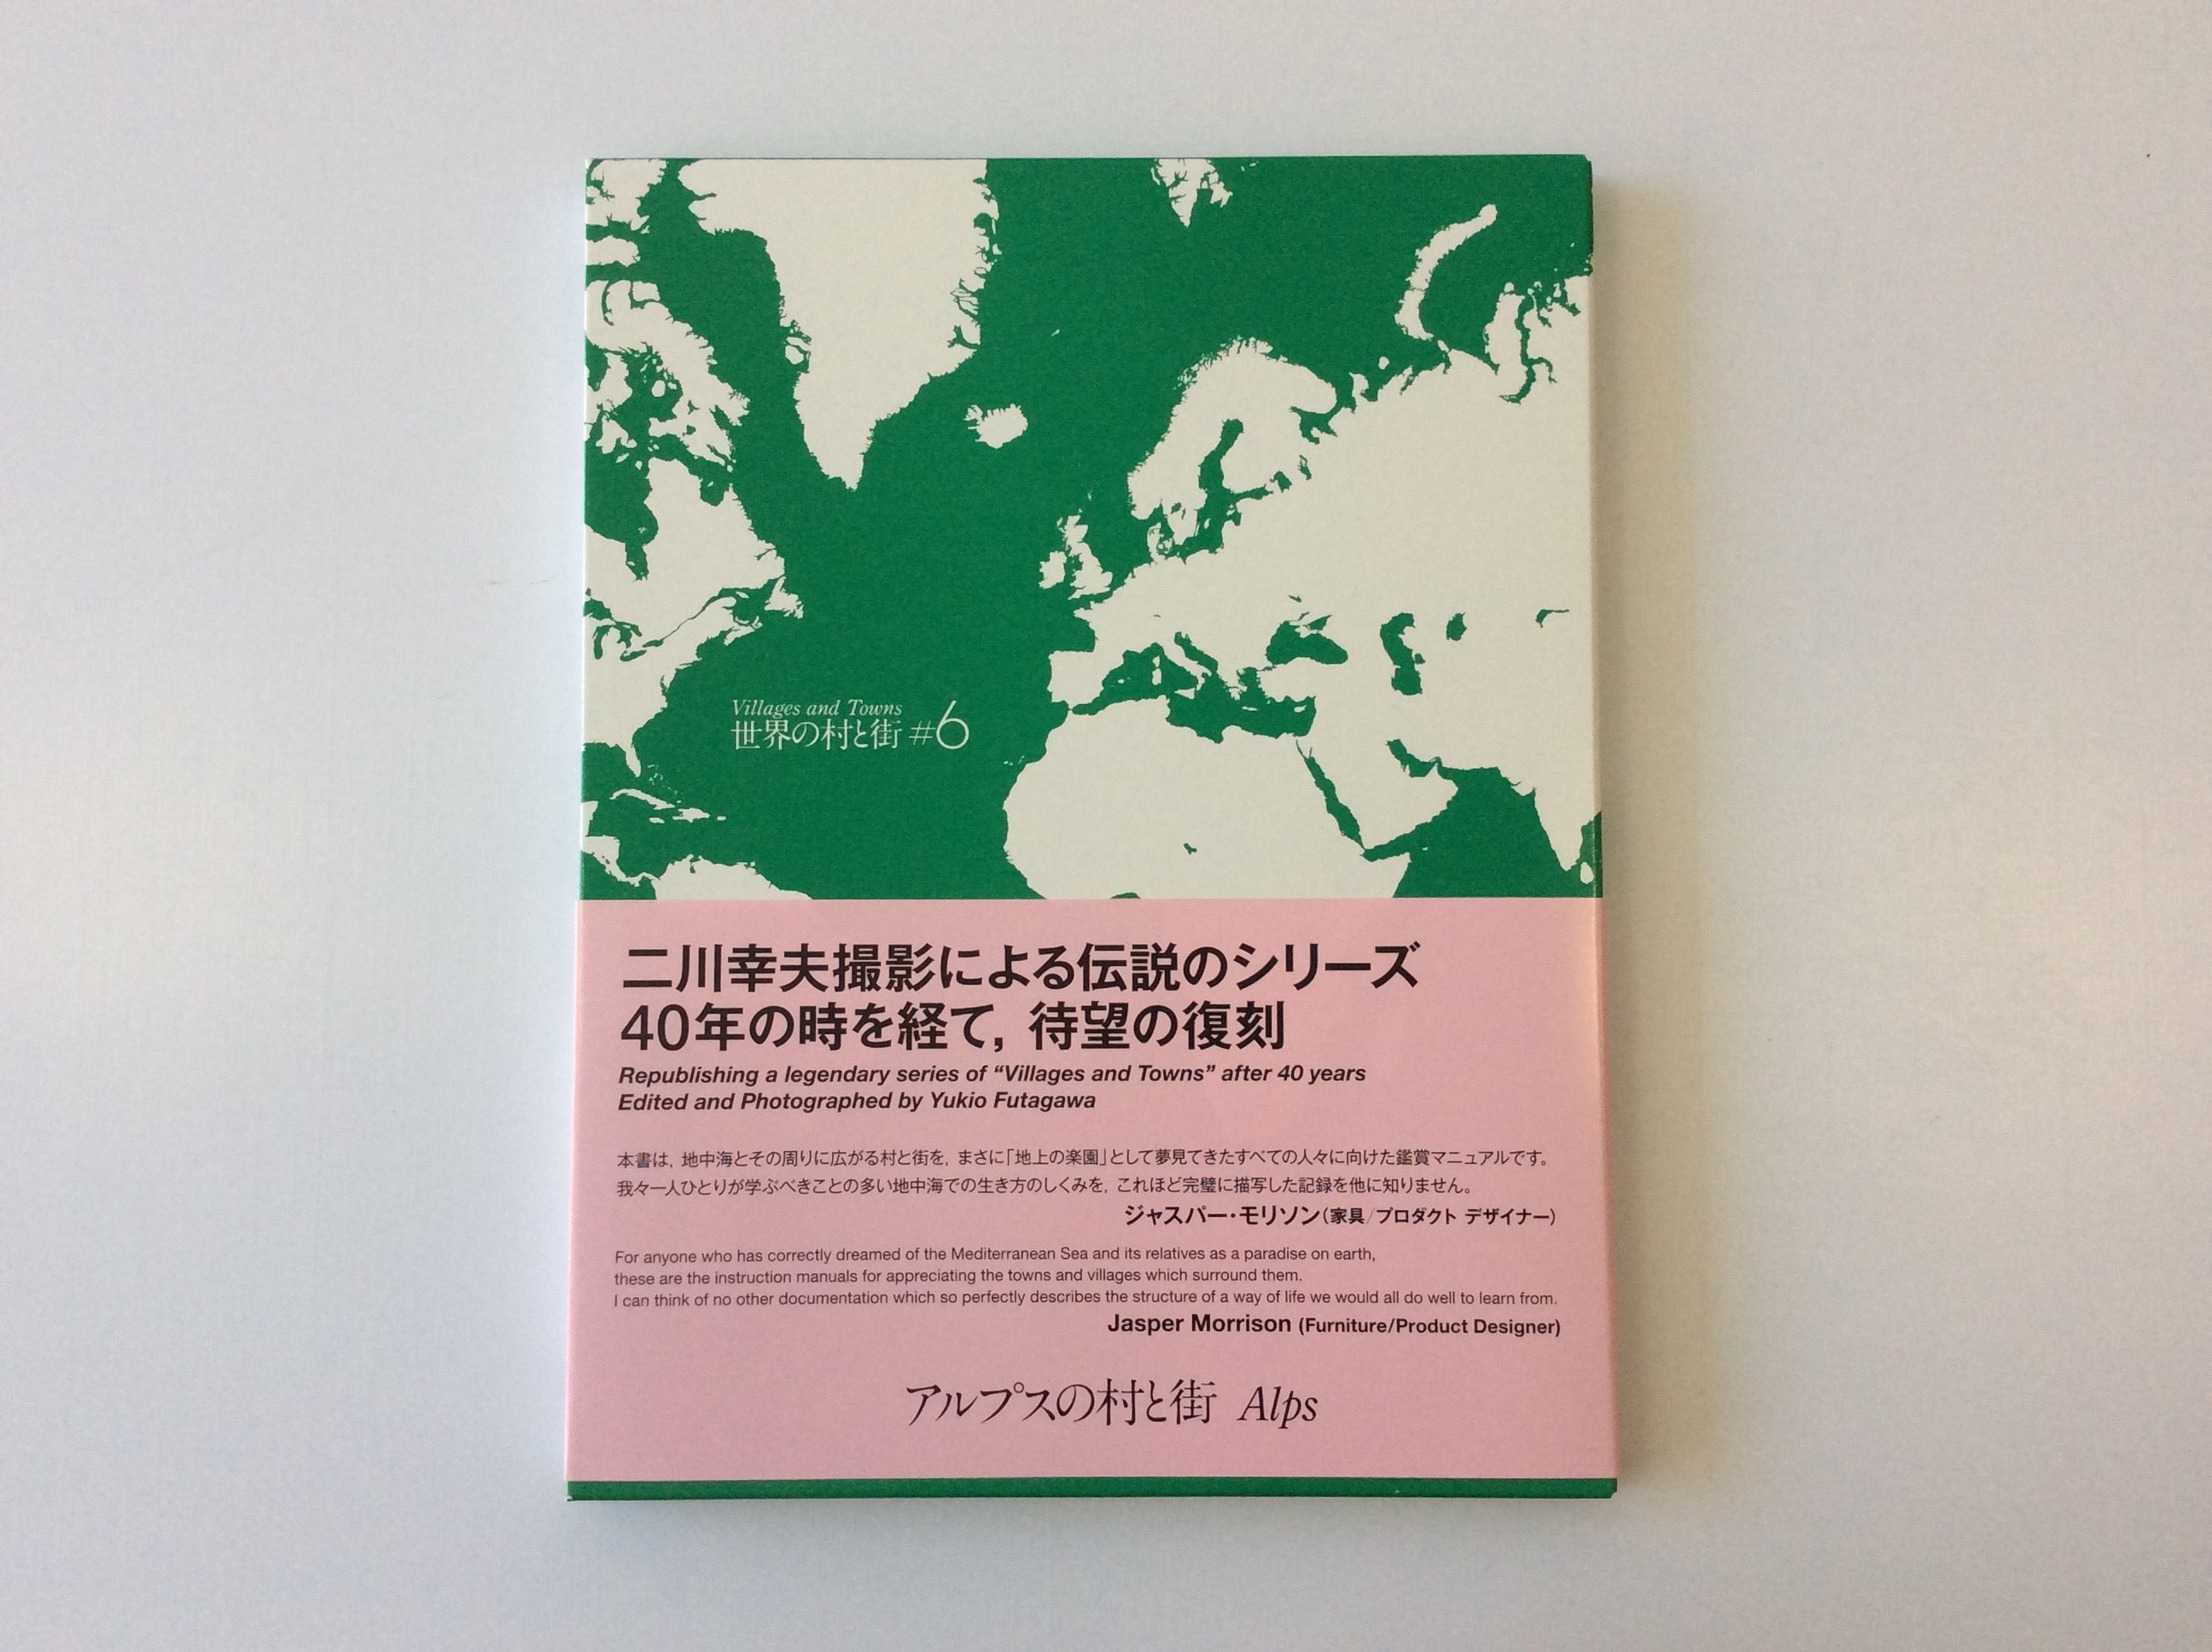 Villages and Towns
世界の村と街 #6
二川幸夫撮影による伝説のシリーズ
40年の時を経て, 待望の復刻
Republishing a legendary series of “Villages and Towns” after 40 years
Edited and Photographed by Yukio Futagawa
本書は, 地中海とその周りに広がる村と街を, まさに「地上の楽園」として夢見てきたすべての人々に向けた鑑賞マニュアルです。
我々一人ひとりが学ぶべきことの多い地中海での生き方のしくみを, これほど完璧に描写した記録を他に知りません。
ジャスパー・モリソン(家具/プロダクト デザイナー)
For anyone who has correctly dreamed of the Mediterranean Sea and its relatives as a paradise on earth,
these are the instruction manuals for appreciating the towns and villages which surround them.
I can think of no other documentation which so perfectly describes the structure of a way of life we would all do well to learn from.
Jasper Morrison (Furniture/Product Designer)
アルプスの村と街 Alps